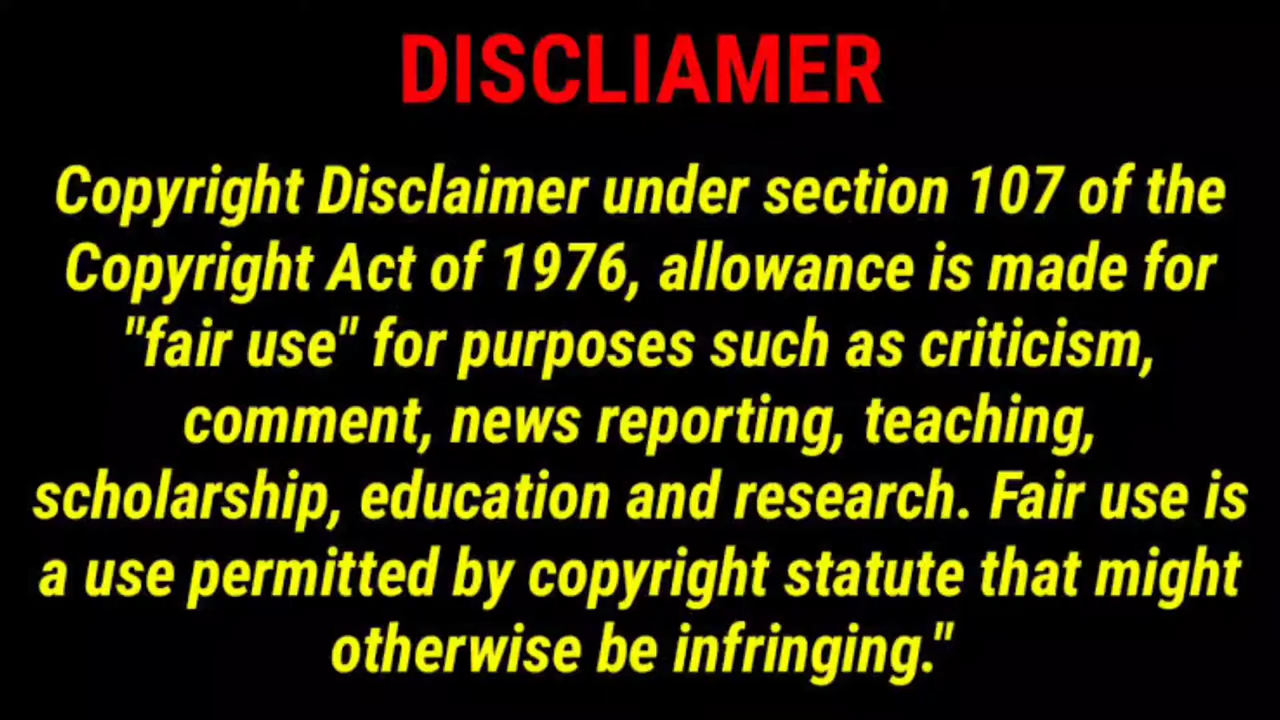 DISCLIAMER
Copyright Disclaimer under section 107 of the
Copyright Act of 1976, allowance is made for
"fair use" for purposes such as criticism,
comment, news reporting, teaching,
scholarship, education and research. Fair use is
a use permitted by copyright statute that might
otherwise be infringing."